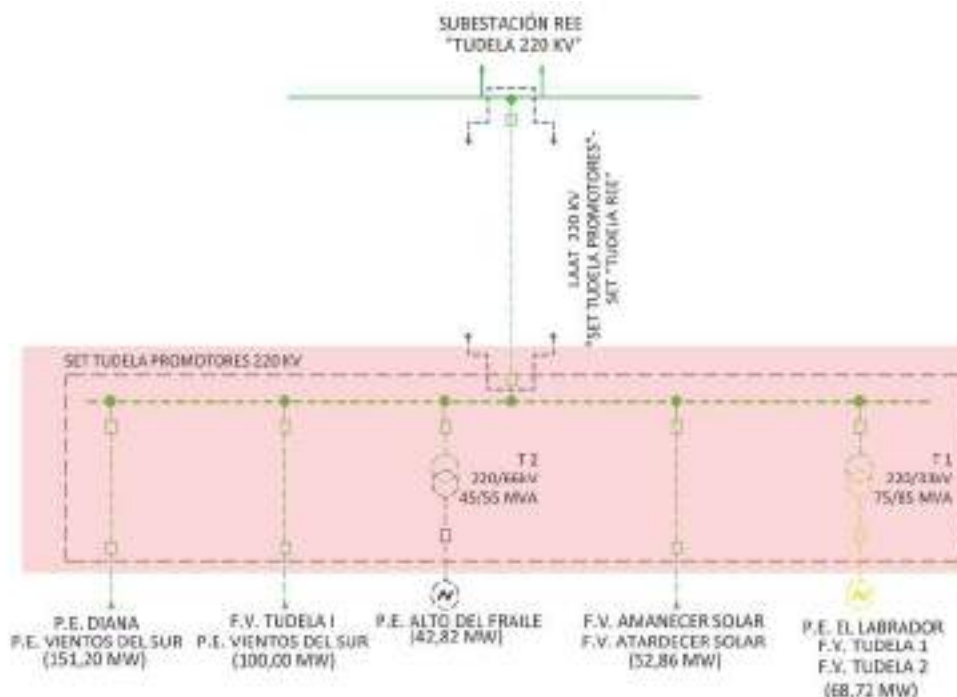 SUBESTACIÓN REE
"TUDELA 220 KV"
LAAT 220 KV
"SET TUDELA PROMOTORES"-
SET "TUDELA REE"
SET TUDELA PROMOTORES 220 KV
T 2
220/66kV
45/55 MVA
T 1
220/33kV
75/85 MVA
P.E. DIANA
P.E. VIENTOS DEL SUR
(151,20 MW)
F.V. TUDELA I
P.E. VIENTOS DEL SUR
(100,00 MW)
P.E. ALTO DEL FRAILE
(42,82 MW)
F.V. AMANECER SOLAR
F.V. ATARDECER SOLAR
(52,86 MW)
P.E. EL LABRADOR
F.V. TUDELA 1
F.V. TUDELA 2
(68,72 MW)